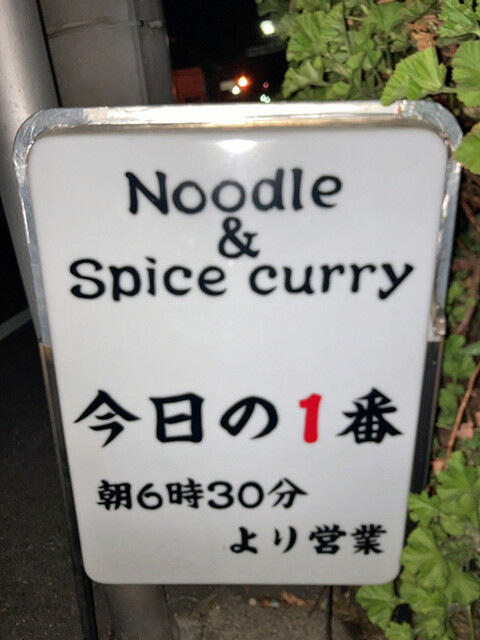 Noodle
&
Spice curry
今日の1番
朝6時30分
より営業